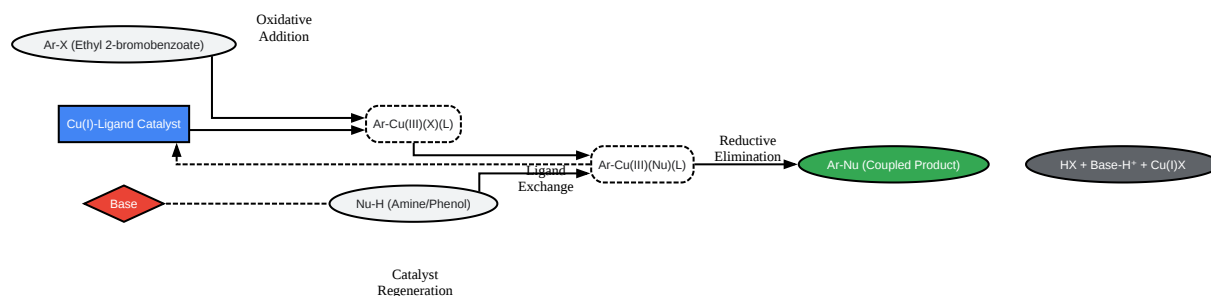 Oxidative
Addition
Ar-X (Ethyl 2-bromobenzoate)
Cu(I)-Ligand Catalyst
Ar-Cu(III)(X)(L)
Reductive
Elimination
Ar-Cu(III)(Nu)(L)
Ar-Nu (Coupled Product)
HX + Base-H⁺ + Cu(I)X
Ligand
Exchange
Base
Nu-H (Amine/Phenol)
Catalyst
Regeneration